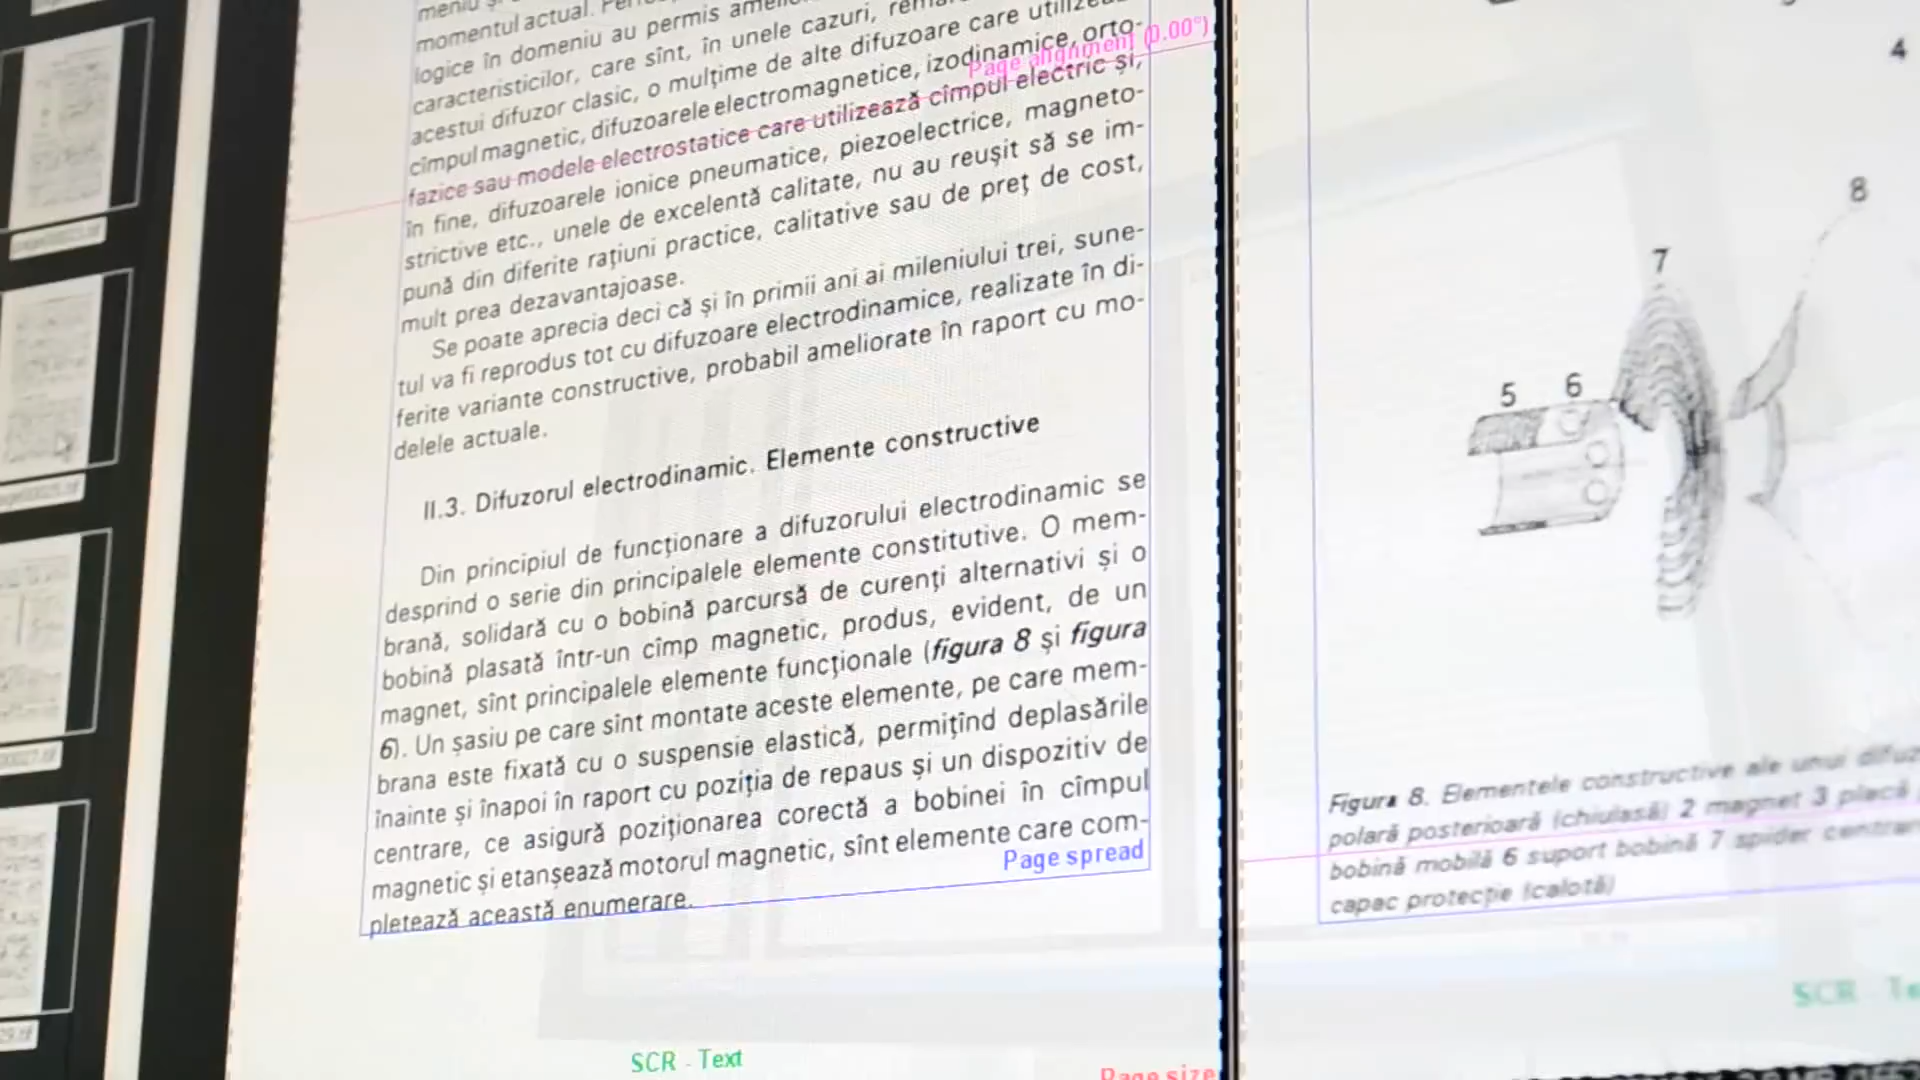 momentul actual.
logice în domeniu au permis
caracteristicilor, care sînt, în unele cazuri,
acestui difuzor clasic, o mulțime de alte difuzoare care
cîmpul magnetic, difuzoarele electromagnetice, izodinamice, orto-
fazice sau modele electrostatice care utilizează cîmpul electric și,
în fine, difuzoarele ionice pneumatice, piezoelectrice, magneto-
strictive etc., unele de excelentă calitate, nu au reușit să se im-
pună din diferite rațiuni practice, calitative sau de preț de cost,
mult prea dezavantajoase.
Se poate aprecia deci că și în primii ani ai mileniului trei, sune-
tul va fi reprodus tot cu difuzoare electrodinamice, realizate în di-
ferite variante constructive, probabil ameliorate în raport cu mo-
delele actuale.
II.3. Difuzorul electrodinamic. Elemente constructive
Din principiul de funcționare a difuzorului electrodinamic se
desprind o serie din principalele elemente constitutive. O mem-
brană, solidară cu o bobină parcursă de curenți alternativi și o
bobină plasată într-un cîmp magnetic, produs, evident, de un
magnet, sînt principalele elemente funcționale (figura 8 și figura
6). Un șasiu pe care sînt montate aceste elemente, pe care mem-
brana este fixată cu o suspensie elastică, permițînd deplasările
înainte și înapoi în raport cu poziția de repaus și un dispozitiv de
centrare, ce asigură poziționarea corectă a bobinei în cîmpul
magnetic și etanșează motorul magnetic, sînt elemente care com-
pletează această enumerare.
Page alignment (0.00°)
Page spread
SCR - Text
Page size
4
8
7
5 6
Figura 8. Elementele constructive ale unui
polară posterioară (chiulasă) 2 magnet 3 placă
bobină mobilă 6 suport bobină 7 spider
capac protecție (calotă)
SCR